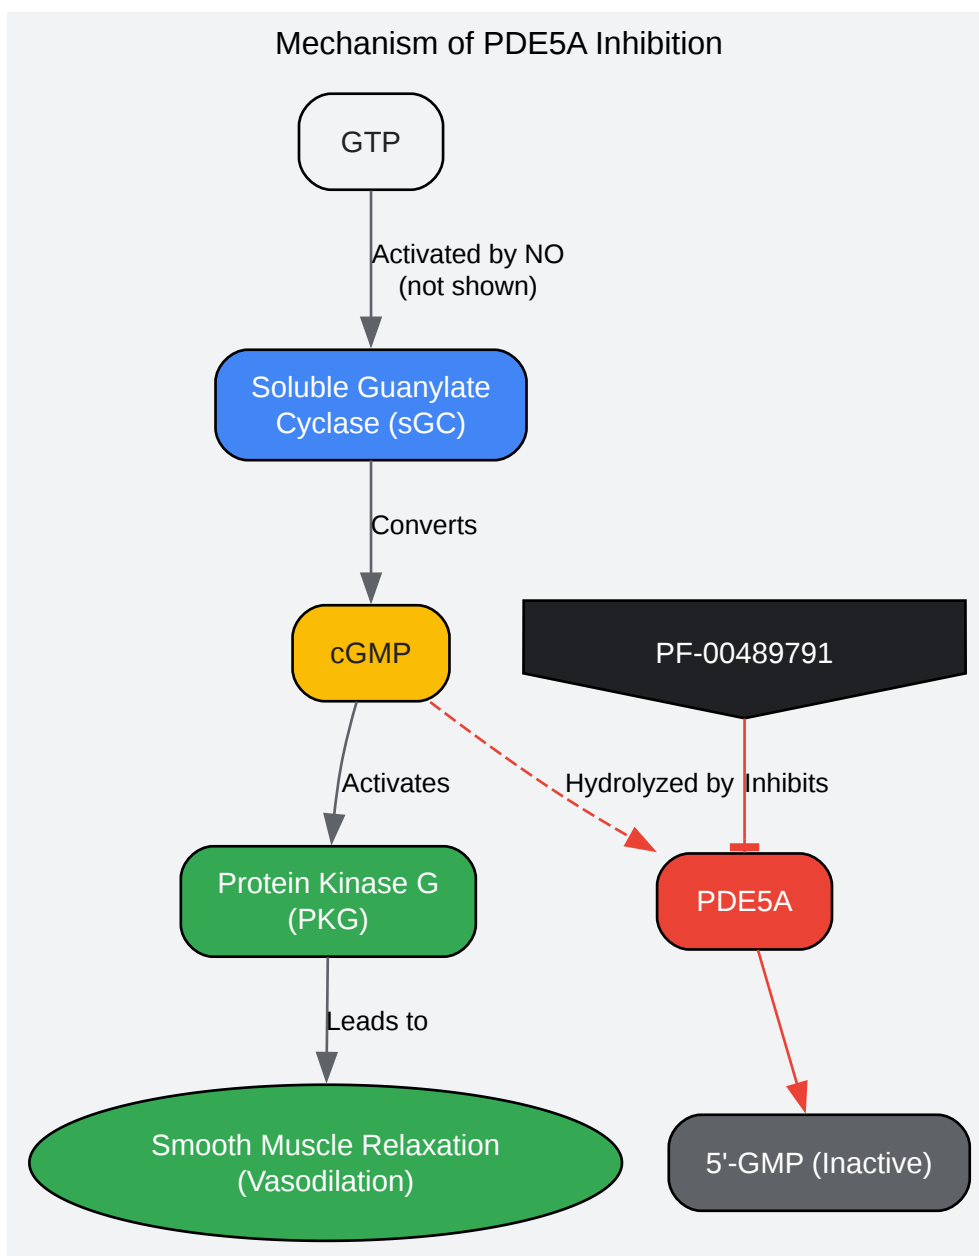 Mechanism of PDE5A Inhibition
GTP
Activated by NO
(not shown)
Soluble Guanylate
Cyclase (sGC)
Converts
cGMP
PF-00489791
Activates
Hydrolyzed by
Inhibits
Protein Kinase G
(PKG)
PDE5A
Leads to
Smooth Muscle Relaxation
(Vasodilation)
5'-GMP (Inactive)